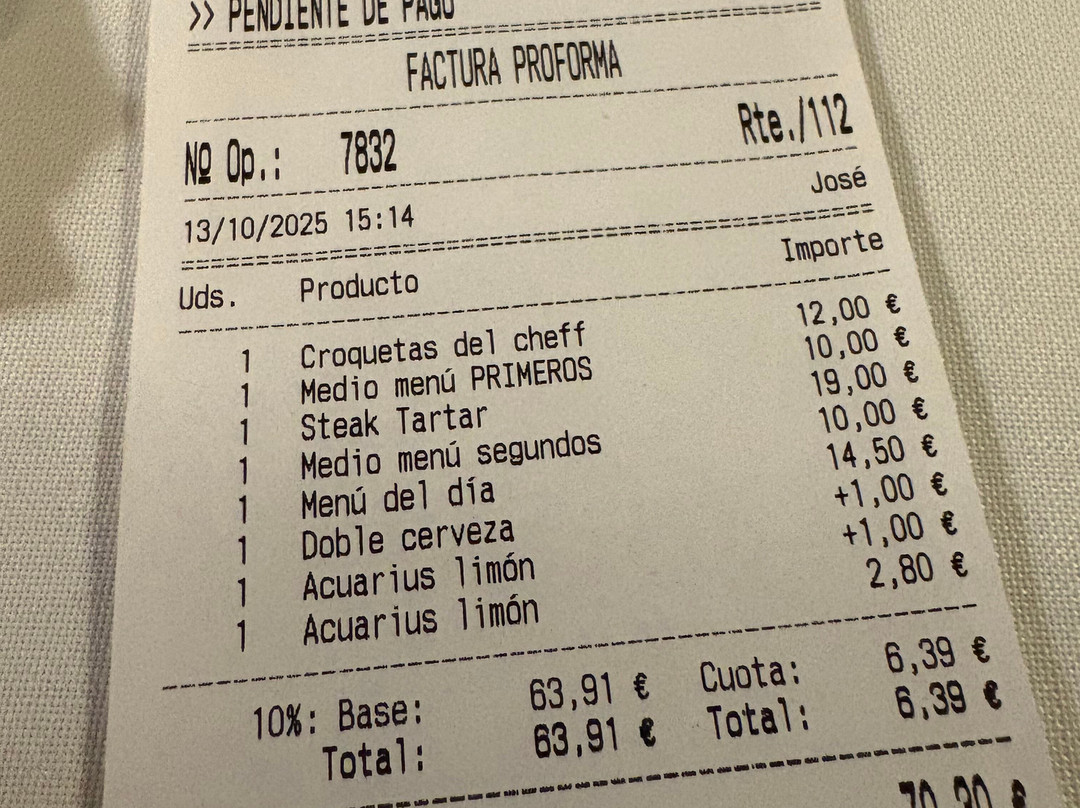 >> PENDIENTE DE PAGO
FACTURA PROFORMA
Nº Op.: 7832 Rte./112
13/10/2025 15:14 José
Uds. Producto Importe
1 Croquetas del cheff 12,00 €
1 Medio menú PRIMEROS 10,00 €
1 Steak Tartar 19,00 €
1 Medio menú segundos 10,00 €
1 Menú del día 14,50 €
1 Doble cerveza +1,00 €
1 Acuarius limón +1,00 €
1 Acuarius limón 2,80 €
10%: Base: 63,91 € Cuota: 6,39 €
Total: 63,91 € Total: 6,39 €
70,30 €